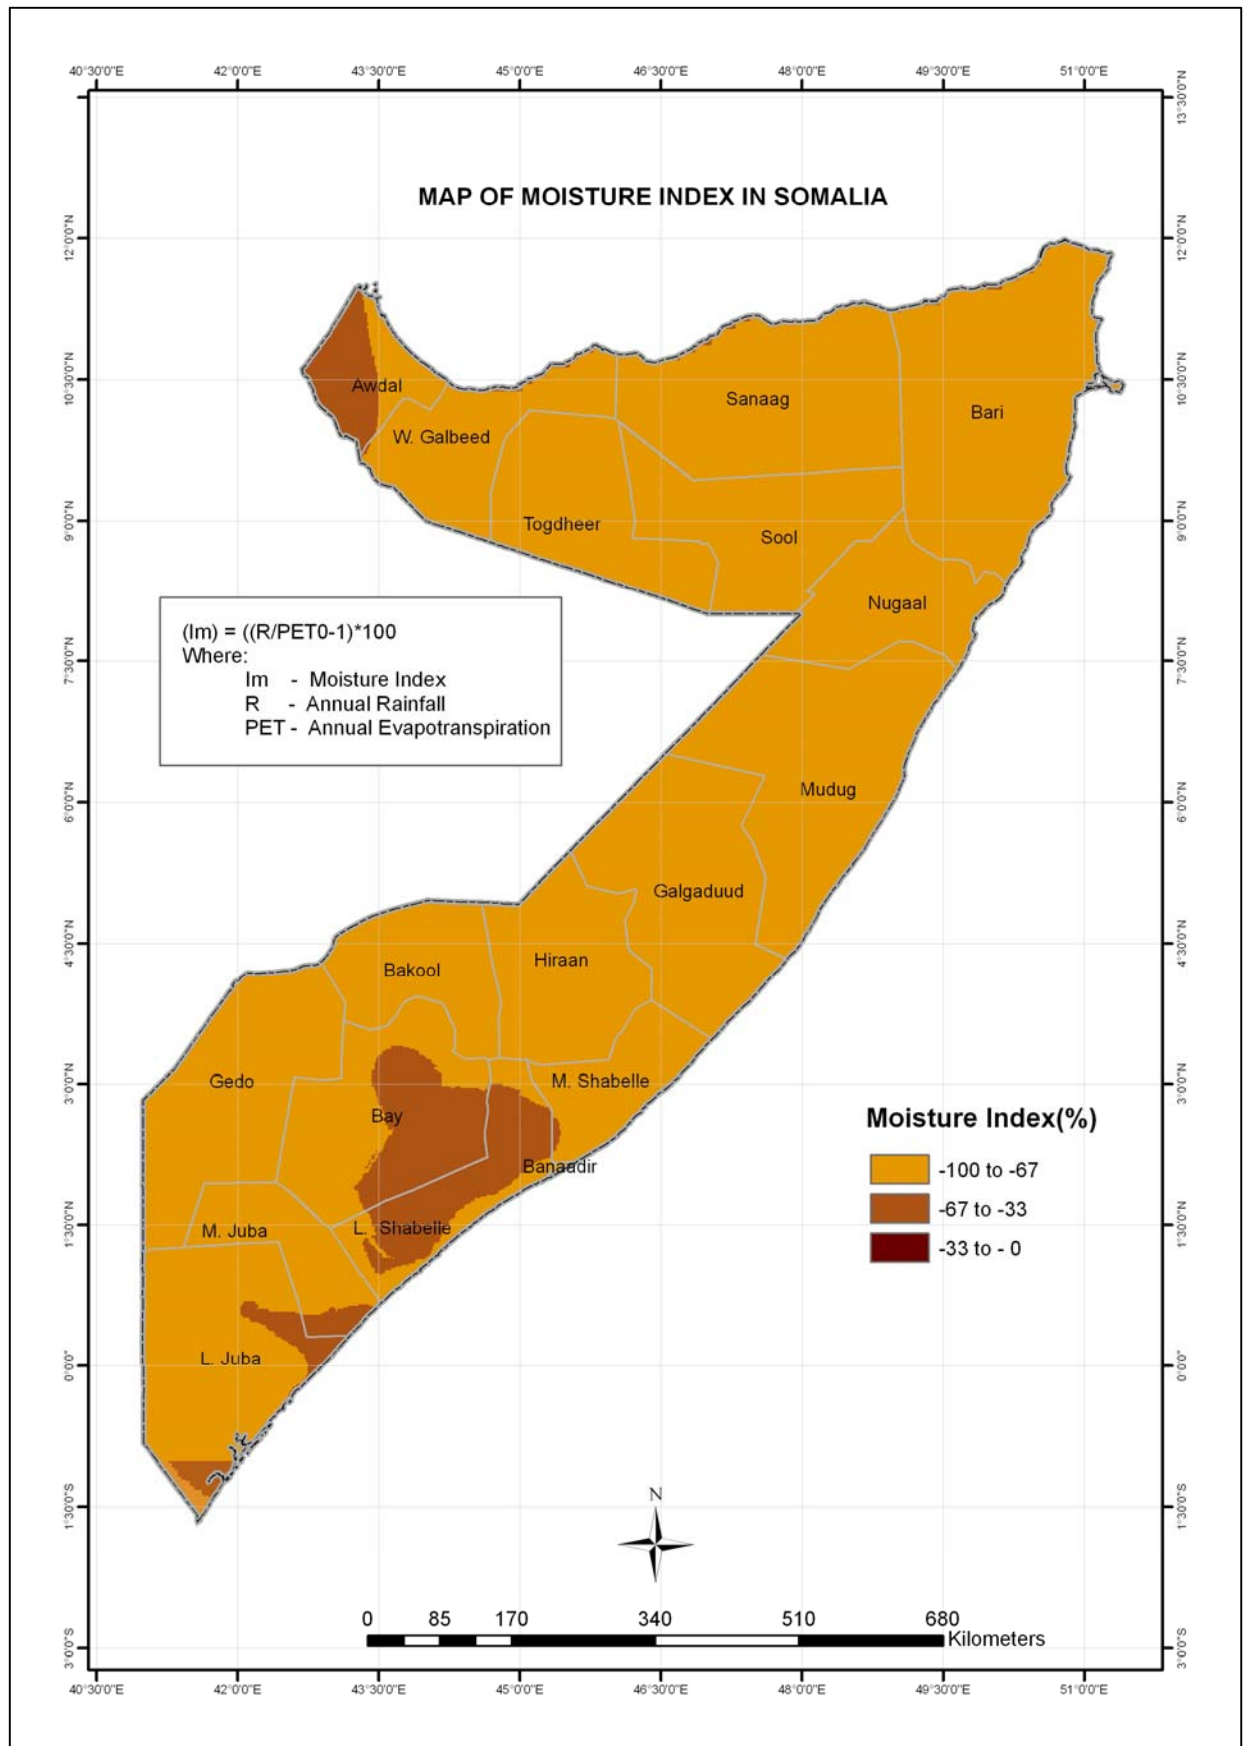 40°30'0"E 42°0'0"E 43°30'0"E 45°0'0"E 46°30'0"E 48°0'0"E 49°30'0"E 51°0'0"E
13°30'0"N
MAP OF MOISTURE INDEX IN SOMALIA
12°0'0"N 12°0'0"N
10°30'0"N 10°30'0"N
Awdal
Sanaag
Bari
W. Galbeed
9°0'0"N 9°0'0"N
Togdheer
Sool
Nugaal
(Im) = ((R/PET0-1)*100
Where:
Im - Moisture Index
R - Annual Rainfall
PET - Annual Evapotranspiration
7°30'0"N 7°30'0"N
6°0'0"N 6°0'0"N
Mudug
Galgaduud
4°30'0"N 4°30'0"N
Hiraan
Bakool
3°0'0"N 3°0'0"N
Gedo
M. Shabelle
Bay
Banaadir
Moisture Index(%)
-100 to -67
-67 to -33
-33 to - 0
1°30'0"N 1°30'0"N
M. Juba
L. Shabelle
L. Juba
0°0'0" 0°0'0"
1°30'0"S 1°30'0"S
N
0 85 170 340 510 680
Kilometers
3°0'0"S 3°0'0"S
40°30'0"E 42°0'0"E 43°30'0"E 45°0'0"E 46°30'0"E 48°0'0"E 49°30'0"E 51°0'0"E